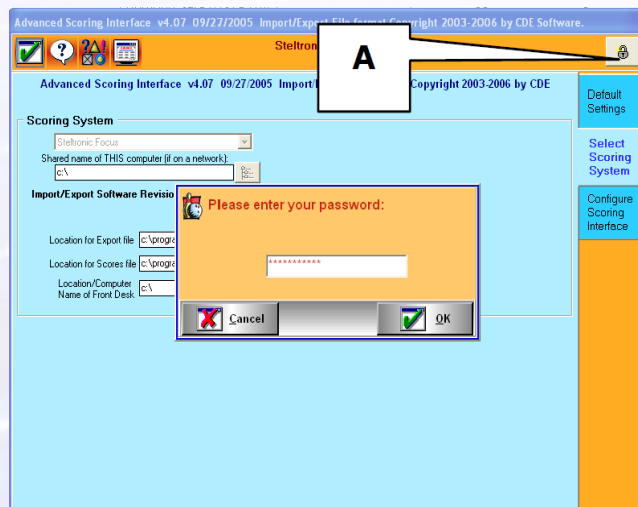 Advanced Scoring Interface v4.07 09/27/2005 Import/Export File format Copyright 2003-2006 by CDE Software.
Steltron
A
Advanced Scoring Interface v4.07 09/27/2005 Import/ Copyright 2003-2006 by CDE
Default
Settings
Select
Scoring
System
Configure
Scoring
Interface
Scoring System
Steltronic Focus
Shared name of THIS computer (if on a network):
c:\
Import/Export Software Revisio
Location for Export file c:\progra
Location for Scores file c:\progra
Location/Computer
Name of Front Desk c:\
Please enter your password:
***********
Cancel
OK